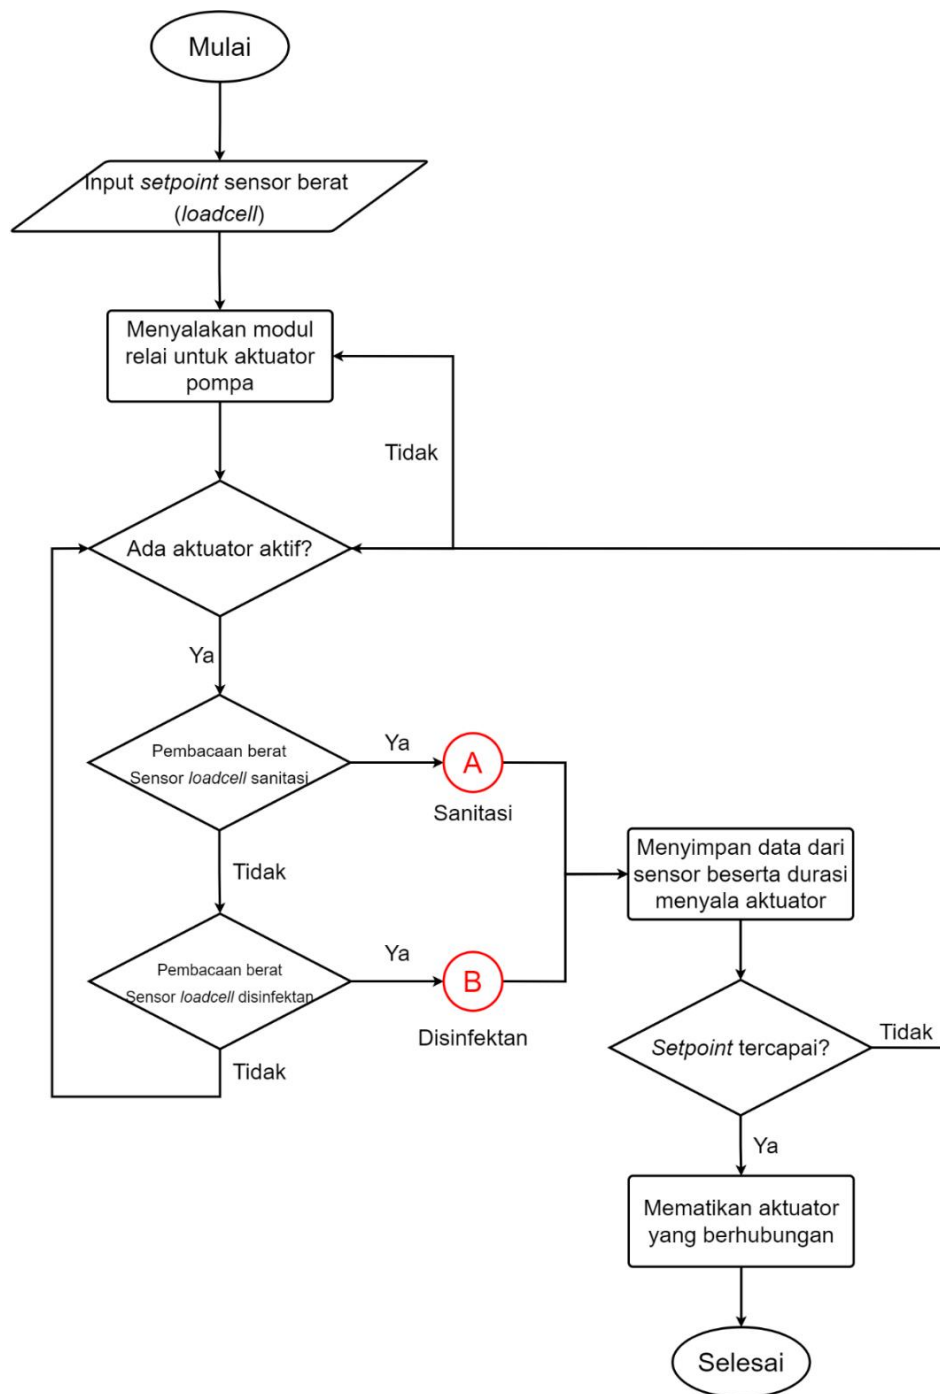 Mulai
Input setpoint sensor berat
(loadcell)
Menyalakan modul
relai untuk aktuator
pompa
Tidak
Ada aktuator aktif?
Ya
Pembacaan berat
Sensor loadcell sanitasi
Ya
A
Sanitasi
Tidak
Pembacaan berat
Sensor loadcell disinfektan
Ya
B
Disinfektan
Tidak
Menyimpan data dari
sensor beserta durasi
menyala aktuator
Setpoint tercapai?
Tidak
Ya
Mematikan aktuator
yang berhubungan
Selesai